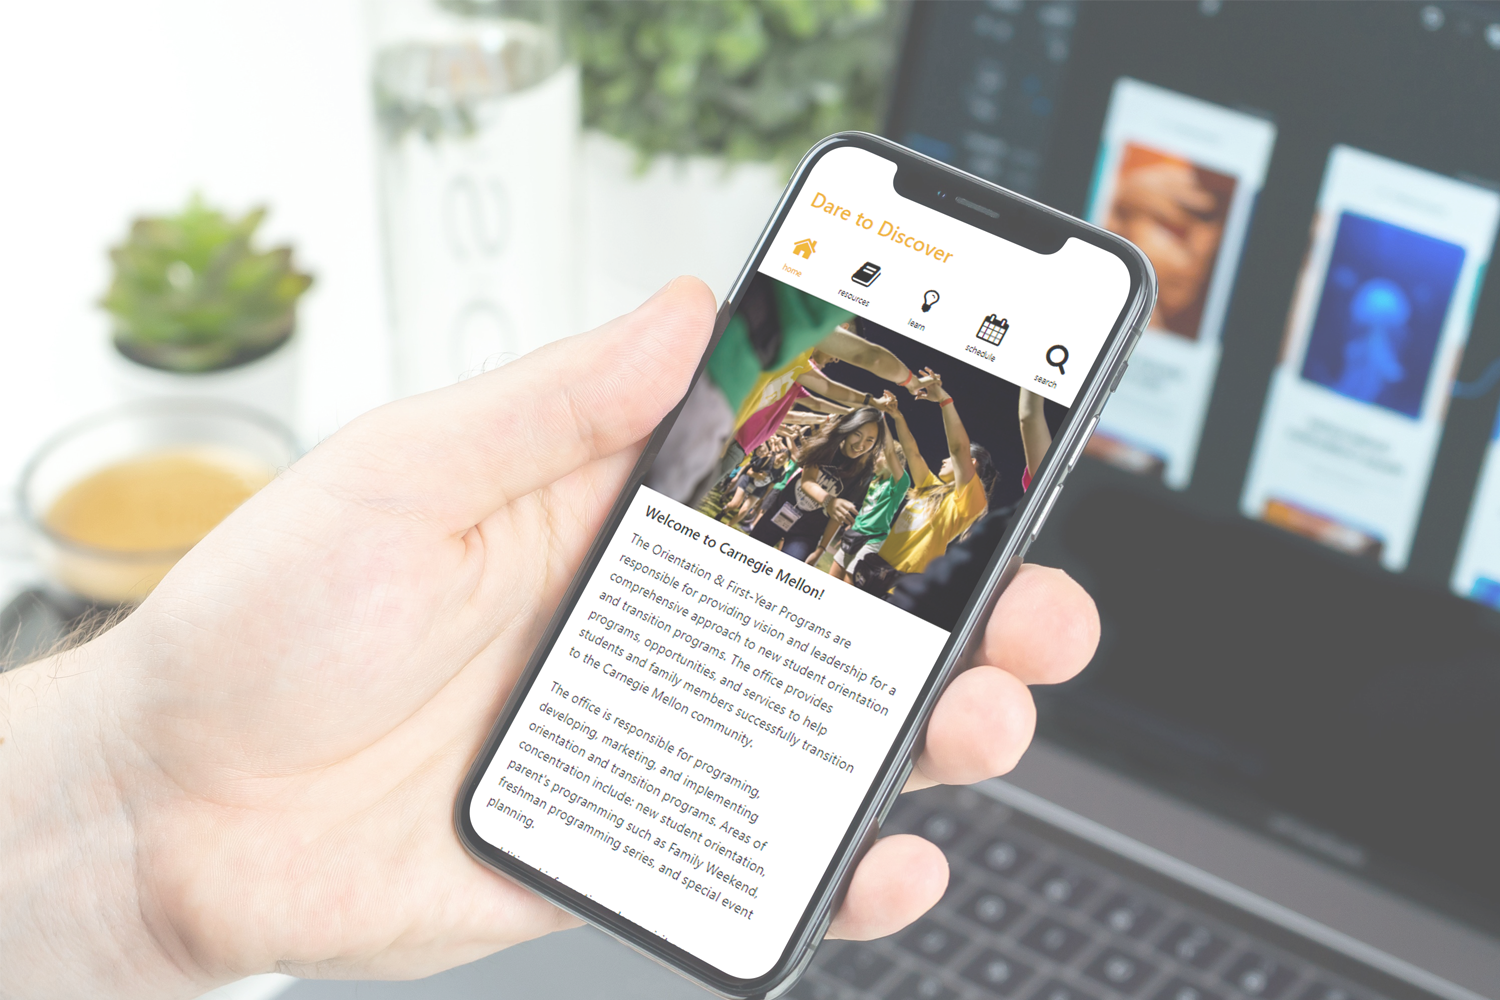 Dare to Discover
home
resources
learn
schedule
search
Welcome to Carnegie Mellon!
The Orientation & First-Year Programs are
responsible for providing vision and leadership for a
comprehensive approach to new student orientation
and transition programs. The office provides
programs, opportunities, and services to help
students and family members successfully transition
to the Carnegie Mellon community.
The office is responsible for programing,
developing, marketing, and implementing
orientation and transition programs. Areas of
concentration include: new student orientation,
parent's programming such as Family Weekend,
freshman programming series, and special event
planning.